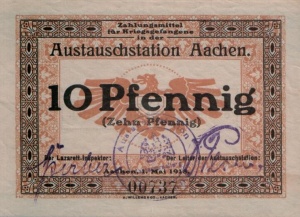 Zahlungsmittel
für Kriegsgefangene
in der
Austauschstation Aachen.
10 Pfennig
(Zehn Pfennig)
Der Lazarett-Inspektor: Der Leiter der Austauschstation:
Aachen, 1. Mai
00737